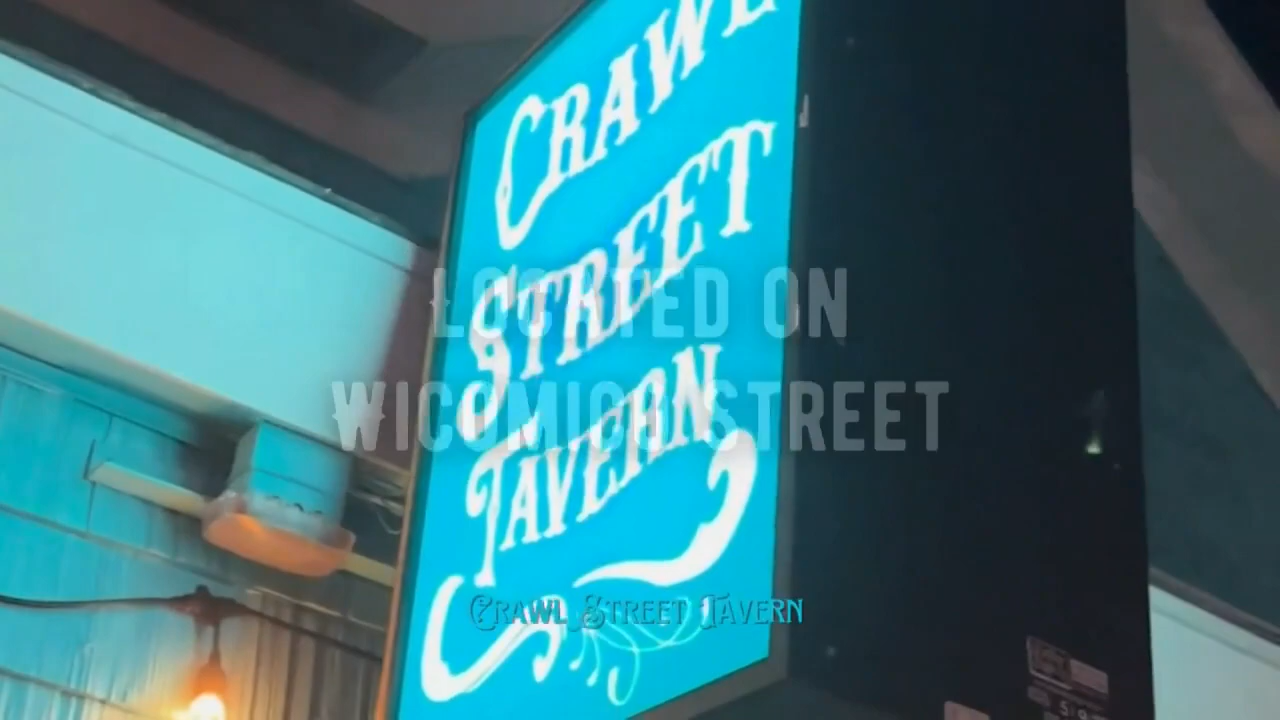 CRAWL
STREET
TAVERN
LOCATED ON
WICOMICO STREET
CRAWL STREET TAVERN